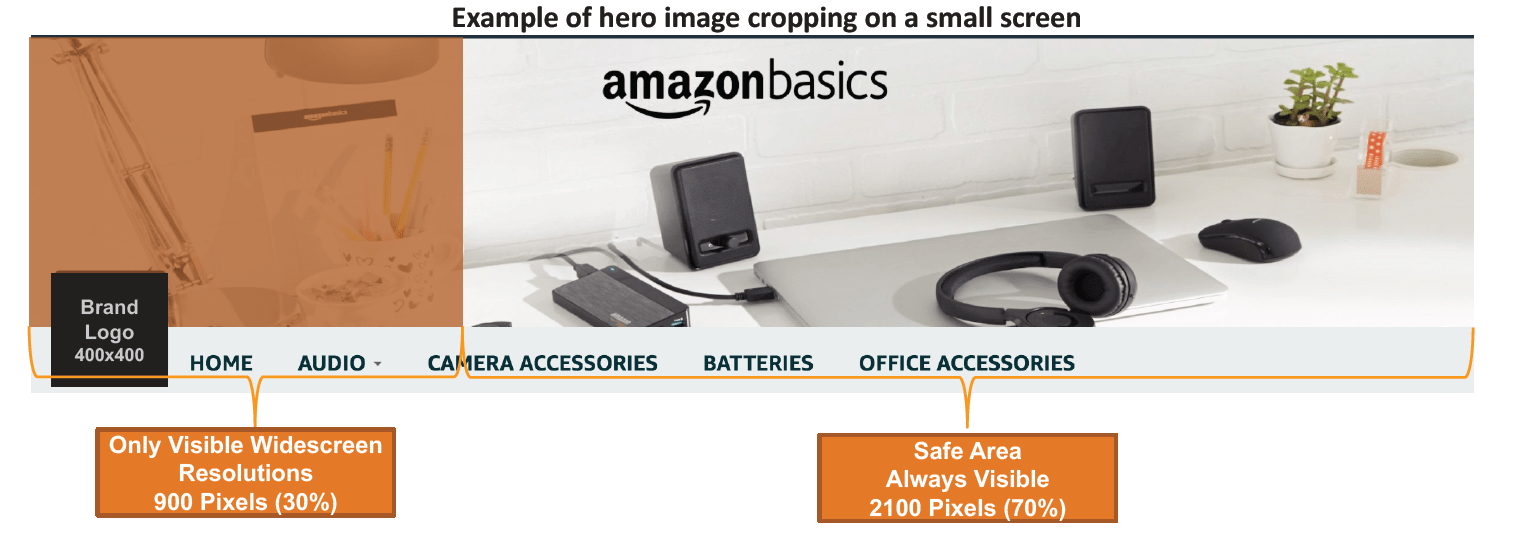 Example of hero image cropping on a small screen
amazonbasics
amazonbasics
amazon
Brand
Logo
400x400
HOME AUDIO CAMERA ACCESSORIES BATTERIES OFFICE ACCESSORIES
Only Visible Widescreen
Resolutions
900 Pixels (30%)
Safe Area
Always Visible
2100 Pixels (70%)